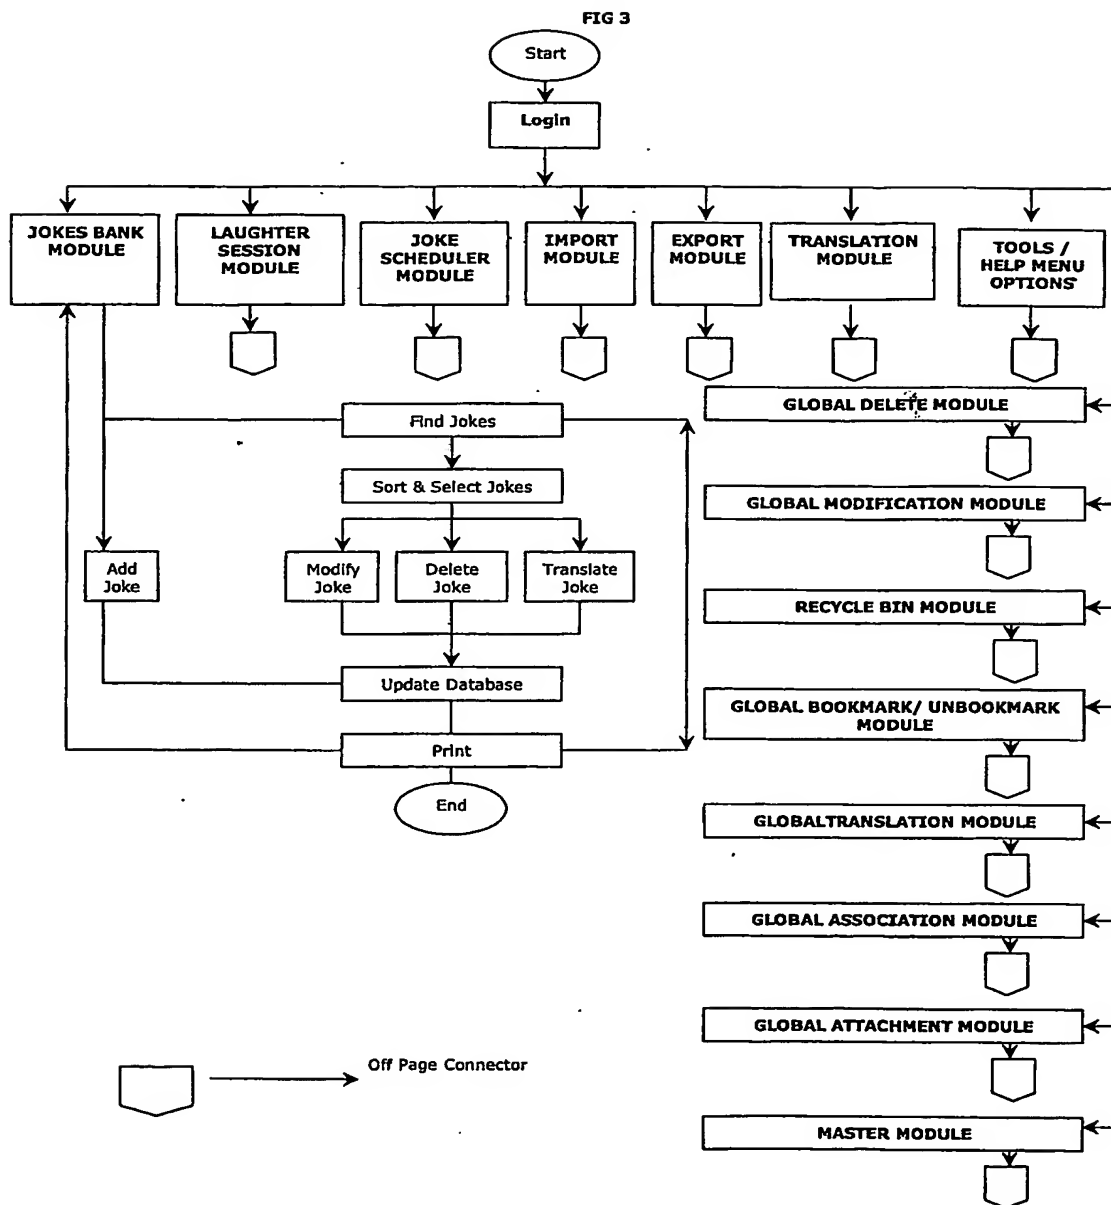 FIG 3
Start
Login
JOKES BANK
MODULE
LAUGHTER
SESSION
MODULE
JOKE
SCHEDULER
MODULE
IMPORT
MODULE
EXPORT
MODULE
TRANSLATION
MODULE
TOOLS /
HELP MENU
OPTIONS
Find Jokes
Sort & Select Jokes
Add
Joke
Modify
Joke
Delete
Joke
Translate
Joke
Update Database
Print
End
GLOBAL DELETE MODULE
GLOBAL MODIFICATION MODULE
RECYCLE BIN MODULE
GLOBAL BOOKMARK/ UNBOOKMARK
MODULE
GLOBALTRANSLATION MODULE
GLOBAL ASSOCIATION MODULE
GLOBAL ATTACHMENT MODULE
MASTER MODULE
Off Page Connector